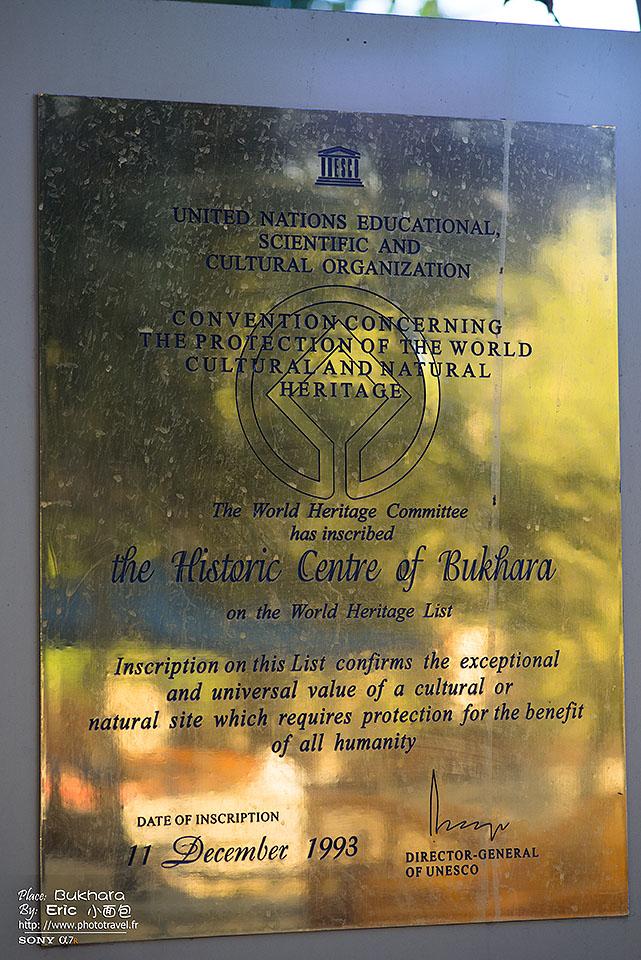 UNESCO
UNITED NATIONS EDUCATIONAL,
SCIENTIFIC AND
CULTURAL ORGANIZATION
CONVENTION CONCERNING
THE PROTECTION OF THE WORLD
CULTURAL AND NATURAL
HERITAGE
The World Heritage Committee
has inscribed
the Historic Centre of Bukhara
on the World Heritage List
Inscription on this List confirms the exceptional
and universal value of a cultural or
natural site which requires protection for the benefit
of all humanity
DATE OF INSCRIPTION
11 December 1993
DIRECTOR-GENERAL
OF UNESCO
Place: Bukhara
By: Eric 小面包
http://www.phototravel.fr
SONY α7R